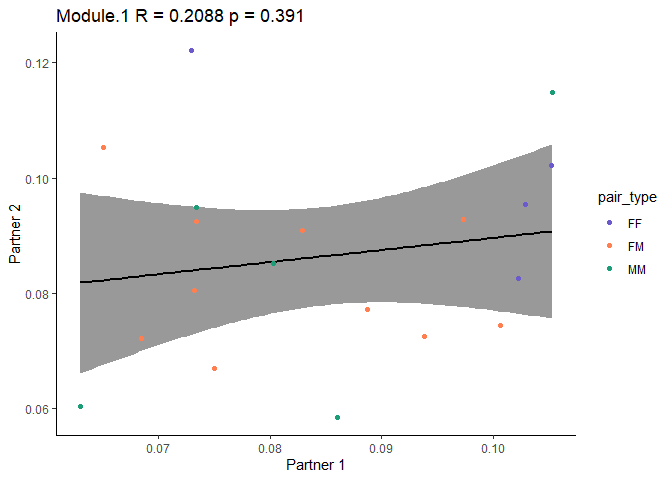 Module.1 R = 0.2088 p = 0.391
0.12
0.10
0.08
0.06
Partner 2
0.07 0.08 0.09 0.10
Partner 1
pair_type
FF
FM
MM